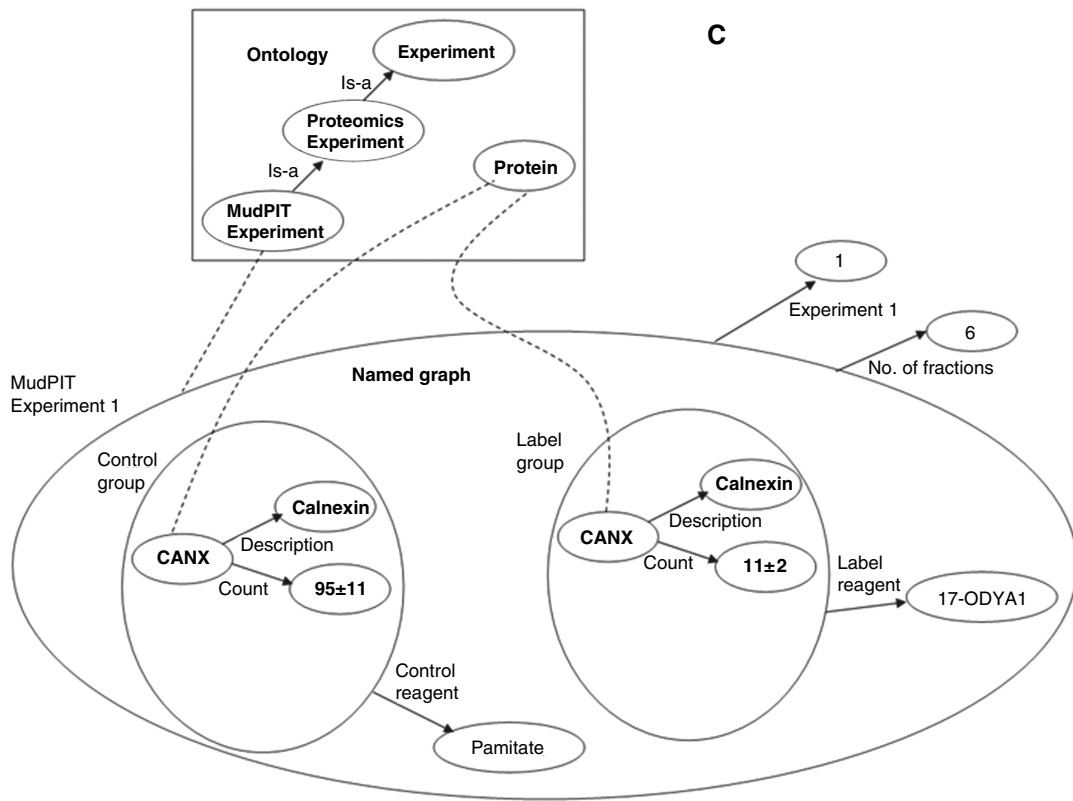 C
Ontology
Experiment
Is-a
Proteomics
Experiment
Is-a
Protein
MudPIT
Experiment
1
Experiment 1
6
No. of fractions
MudPIT
Experiment 1
Named graph
Control
group
Calnexin
CANX
Description
Count
95±11
Control
reagent
Pamitate
Label
group
Calnexin
CANX
Description
Count
11±2
Label
reagent
17-ODYA1